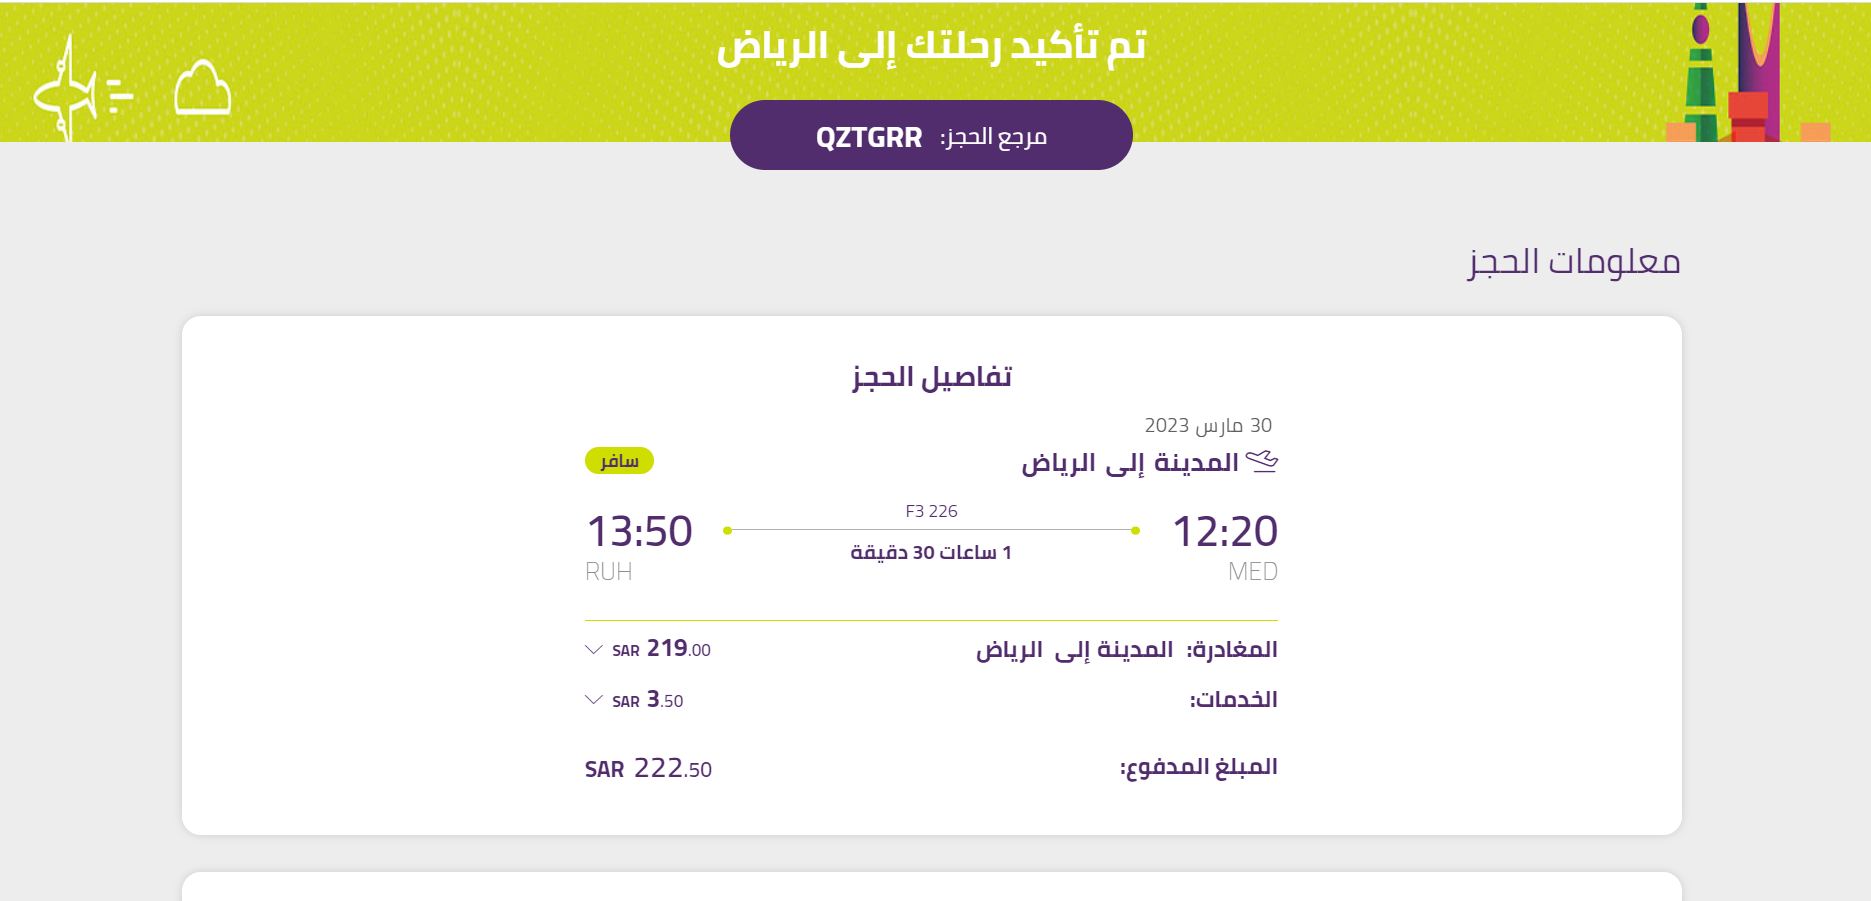 تم تأكيد رحلتك إلى الرياض
مرجع الحجز: QZTGRR
معلومات الحجز
تفاصيل الحجز
30 مارس 2023
المدينة إلى الرياض
سافر
12:20
F3 226
13:50
1 ساعات 30 دقيقة
MED
RUH
المغادرة: المدينة إلى الرياض SAR 219.00
الخدمات: SAR 3.50
المبلغ المدفوع: SAR 222.50